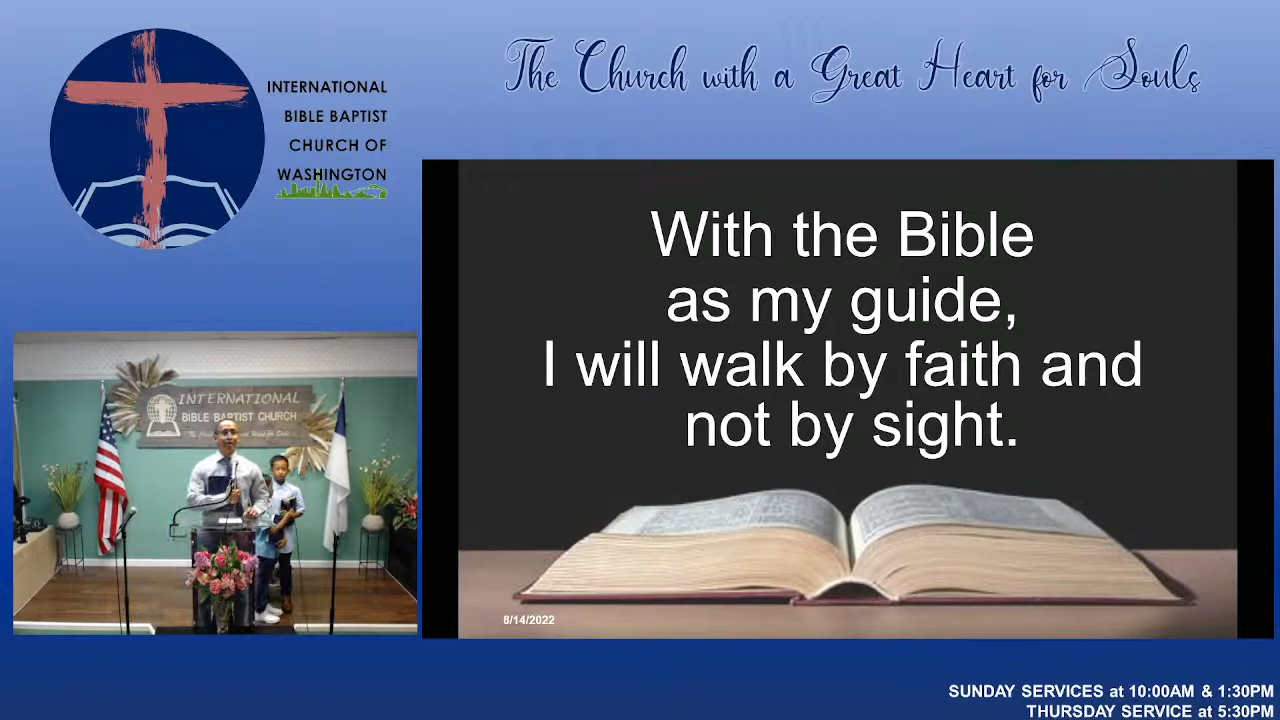 The Church with a Great Heart for Souls
INTERNATIONAL
BIBLE BAPTIST
CHURCH OF
WASHINGTON
With the Bible
as my guide,
I will walk by faith and
not by sight.
8/14/2022
INTERNATIONAL
BIBLE BAPTIST CHURCH
SUNDAY SERVICES at 10:00AM & 1:30PM
THURSDAY SERVICE at 5:30PM